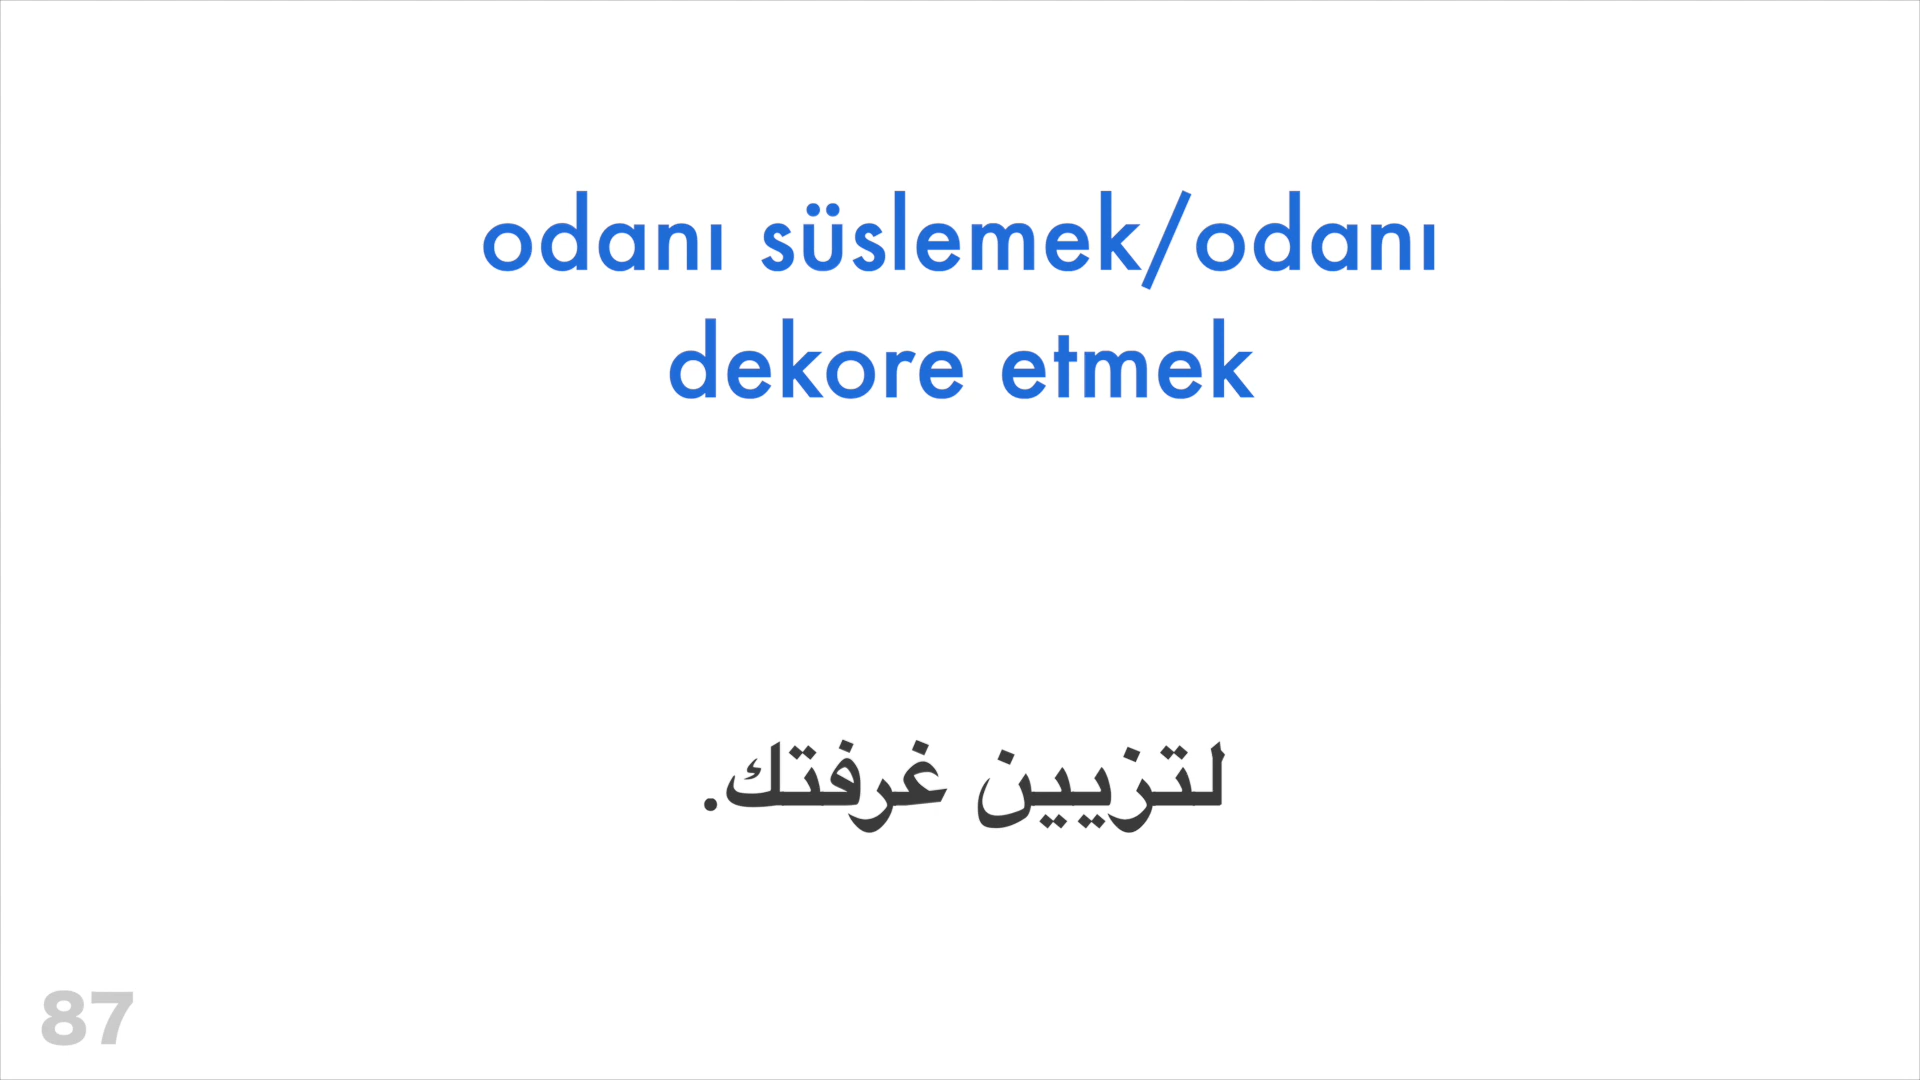 odanı süslemek/odanı
dekore etmek
لتزيين غرفتك.
87